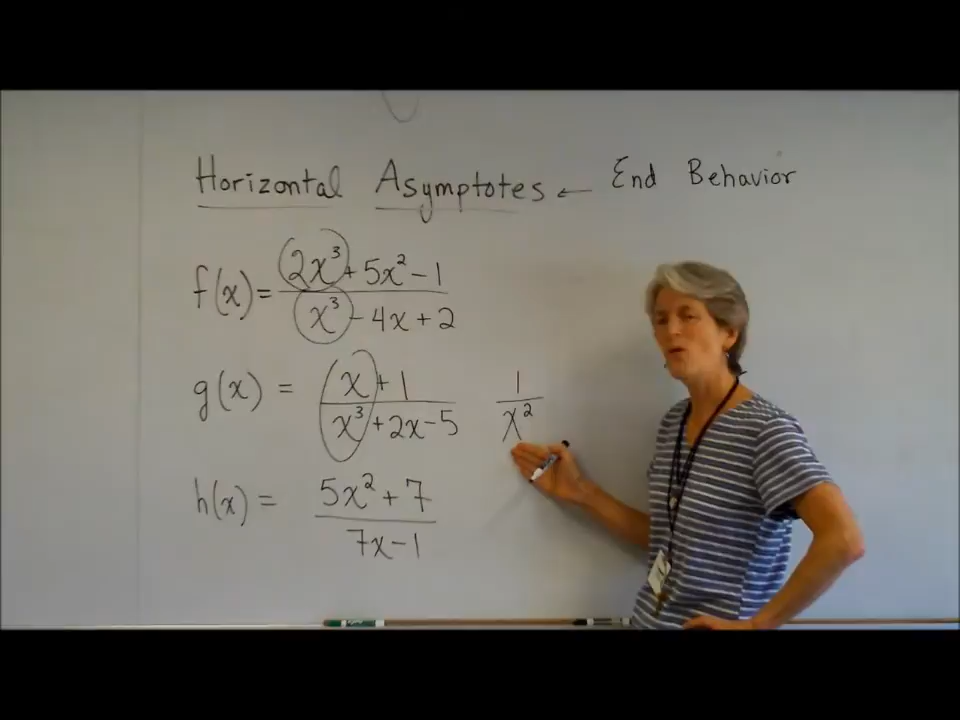 Horizontal Asymptotes ← End Behavior
f(x) = 2x³ + 5x² - 1
x³ - 4x + 2
g(x) = x + 1
x³ + 2x - 5
1
x²
h(x) = 5x² + 7
7x - 1